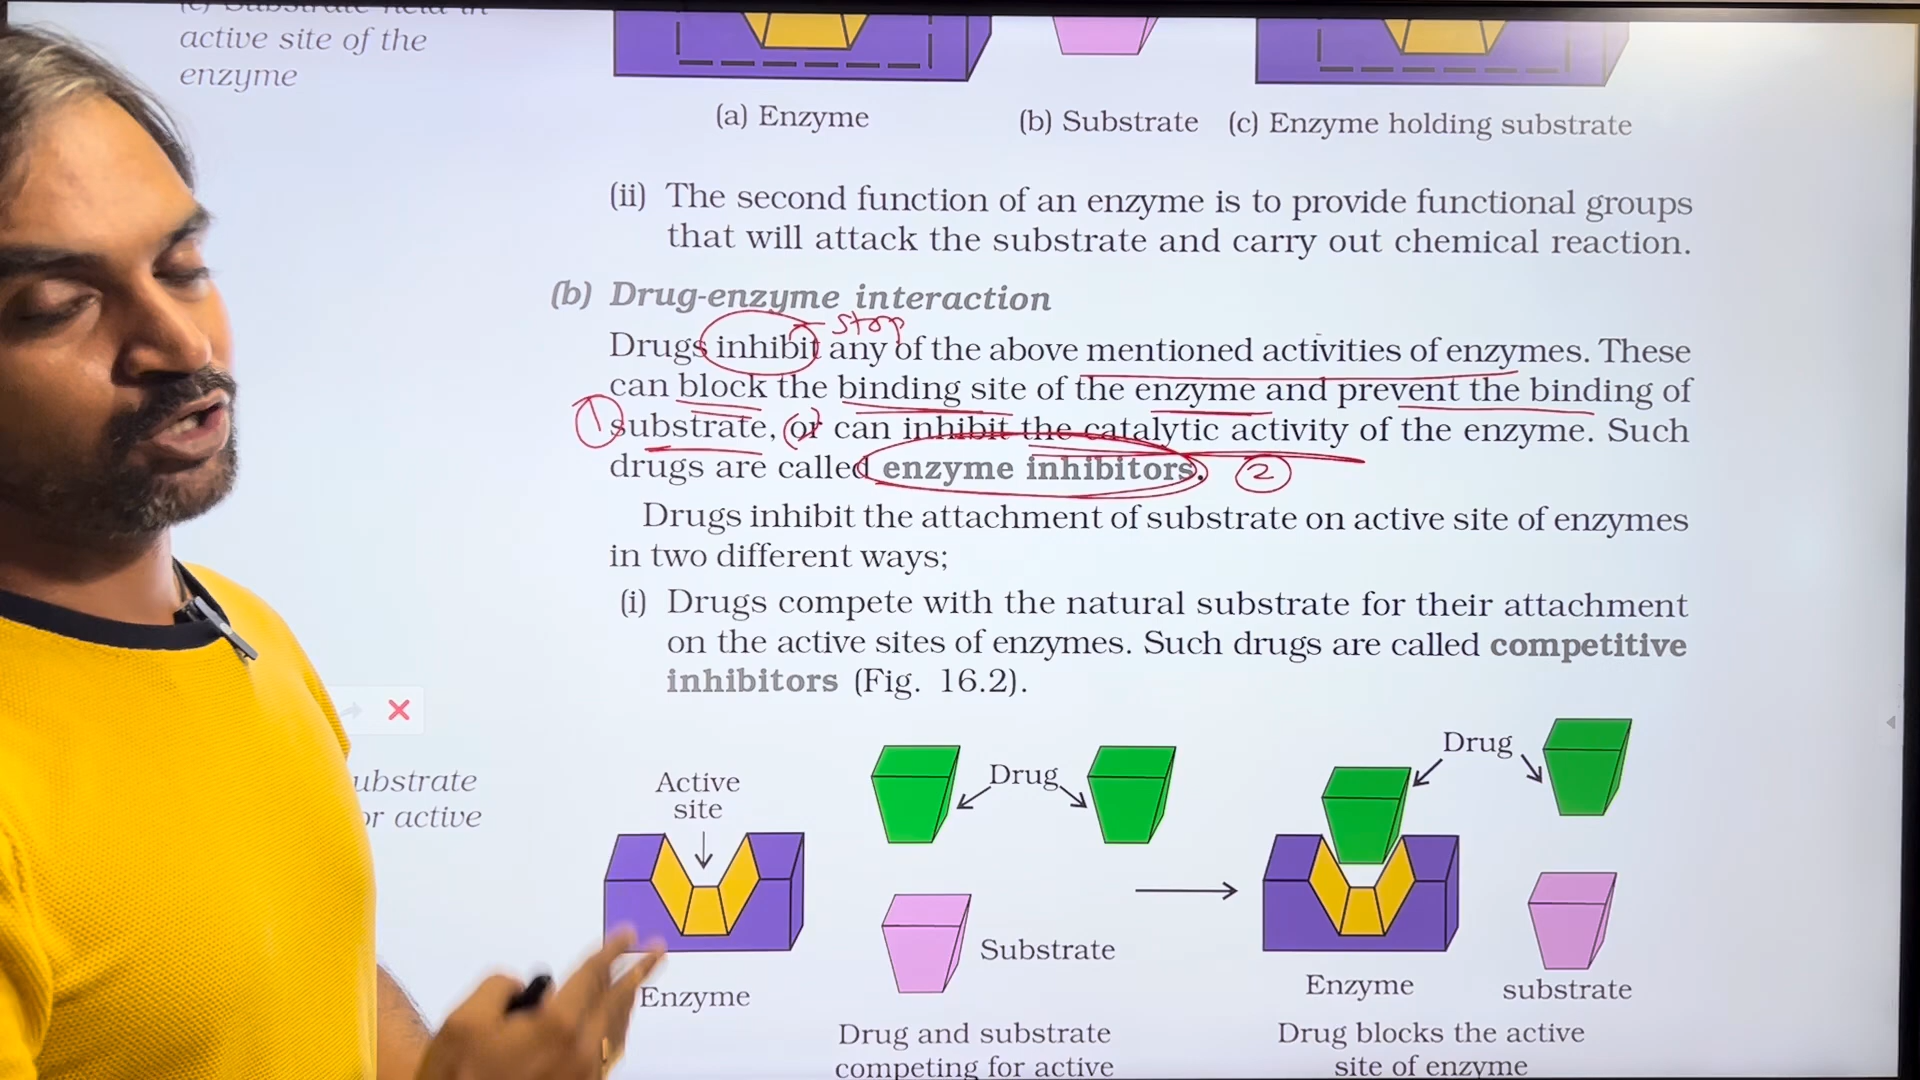 active site of the
enzyme
(a) Enzyme
(b) Substrate
(c) Enzyme holding substrate
(ii) The second function of an enzyme is to provide functional groups
that will attack the substrate and carry out chemical reaction.
(b) Drug-enzyme interaction
stop
Drugs inhibit any of the above mentioned activities of enzymes. These
can block the binding site of the enzyme and prevent the binding of
1
substrate, or can inhibit the catalytic activity of the enzyme. Such
drugs are called enzyme inhibitors.
2
Drugs inhibit the attachment of substrate on active site of enzymes
in two different ways;
(i) Drugs compete with the natural substrate for their attachment
on the active sites of enzymes. Such drugs are called competitive
inhibitors (Fig. 16.2).
ubstrate
or active
Active
site
Drug
Drug
Substrate
Enzyme
Enzyme
substrate
Drug and substrate
competing for active
Drug blocks the active
site of enzyme